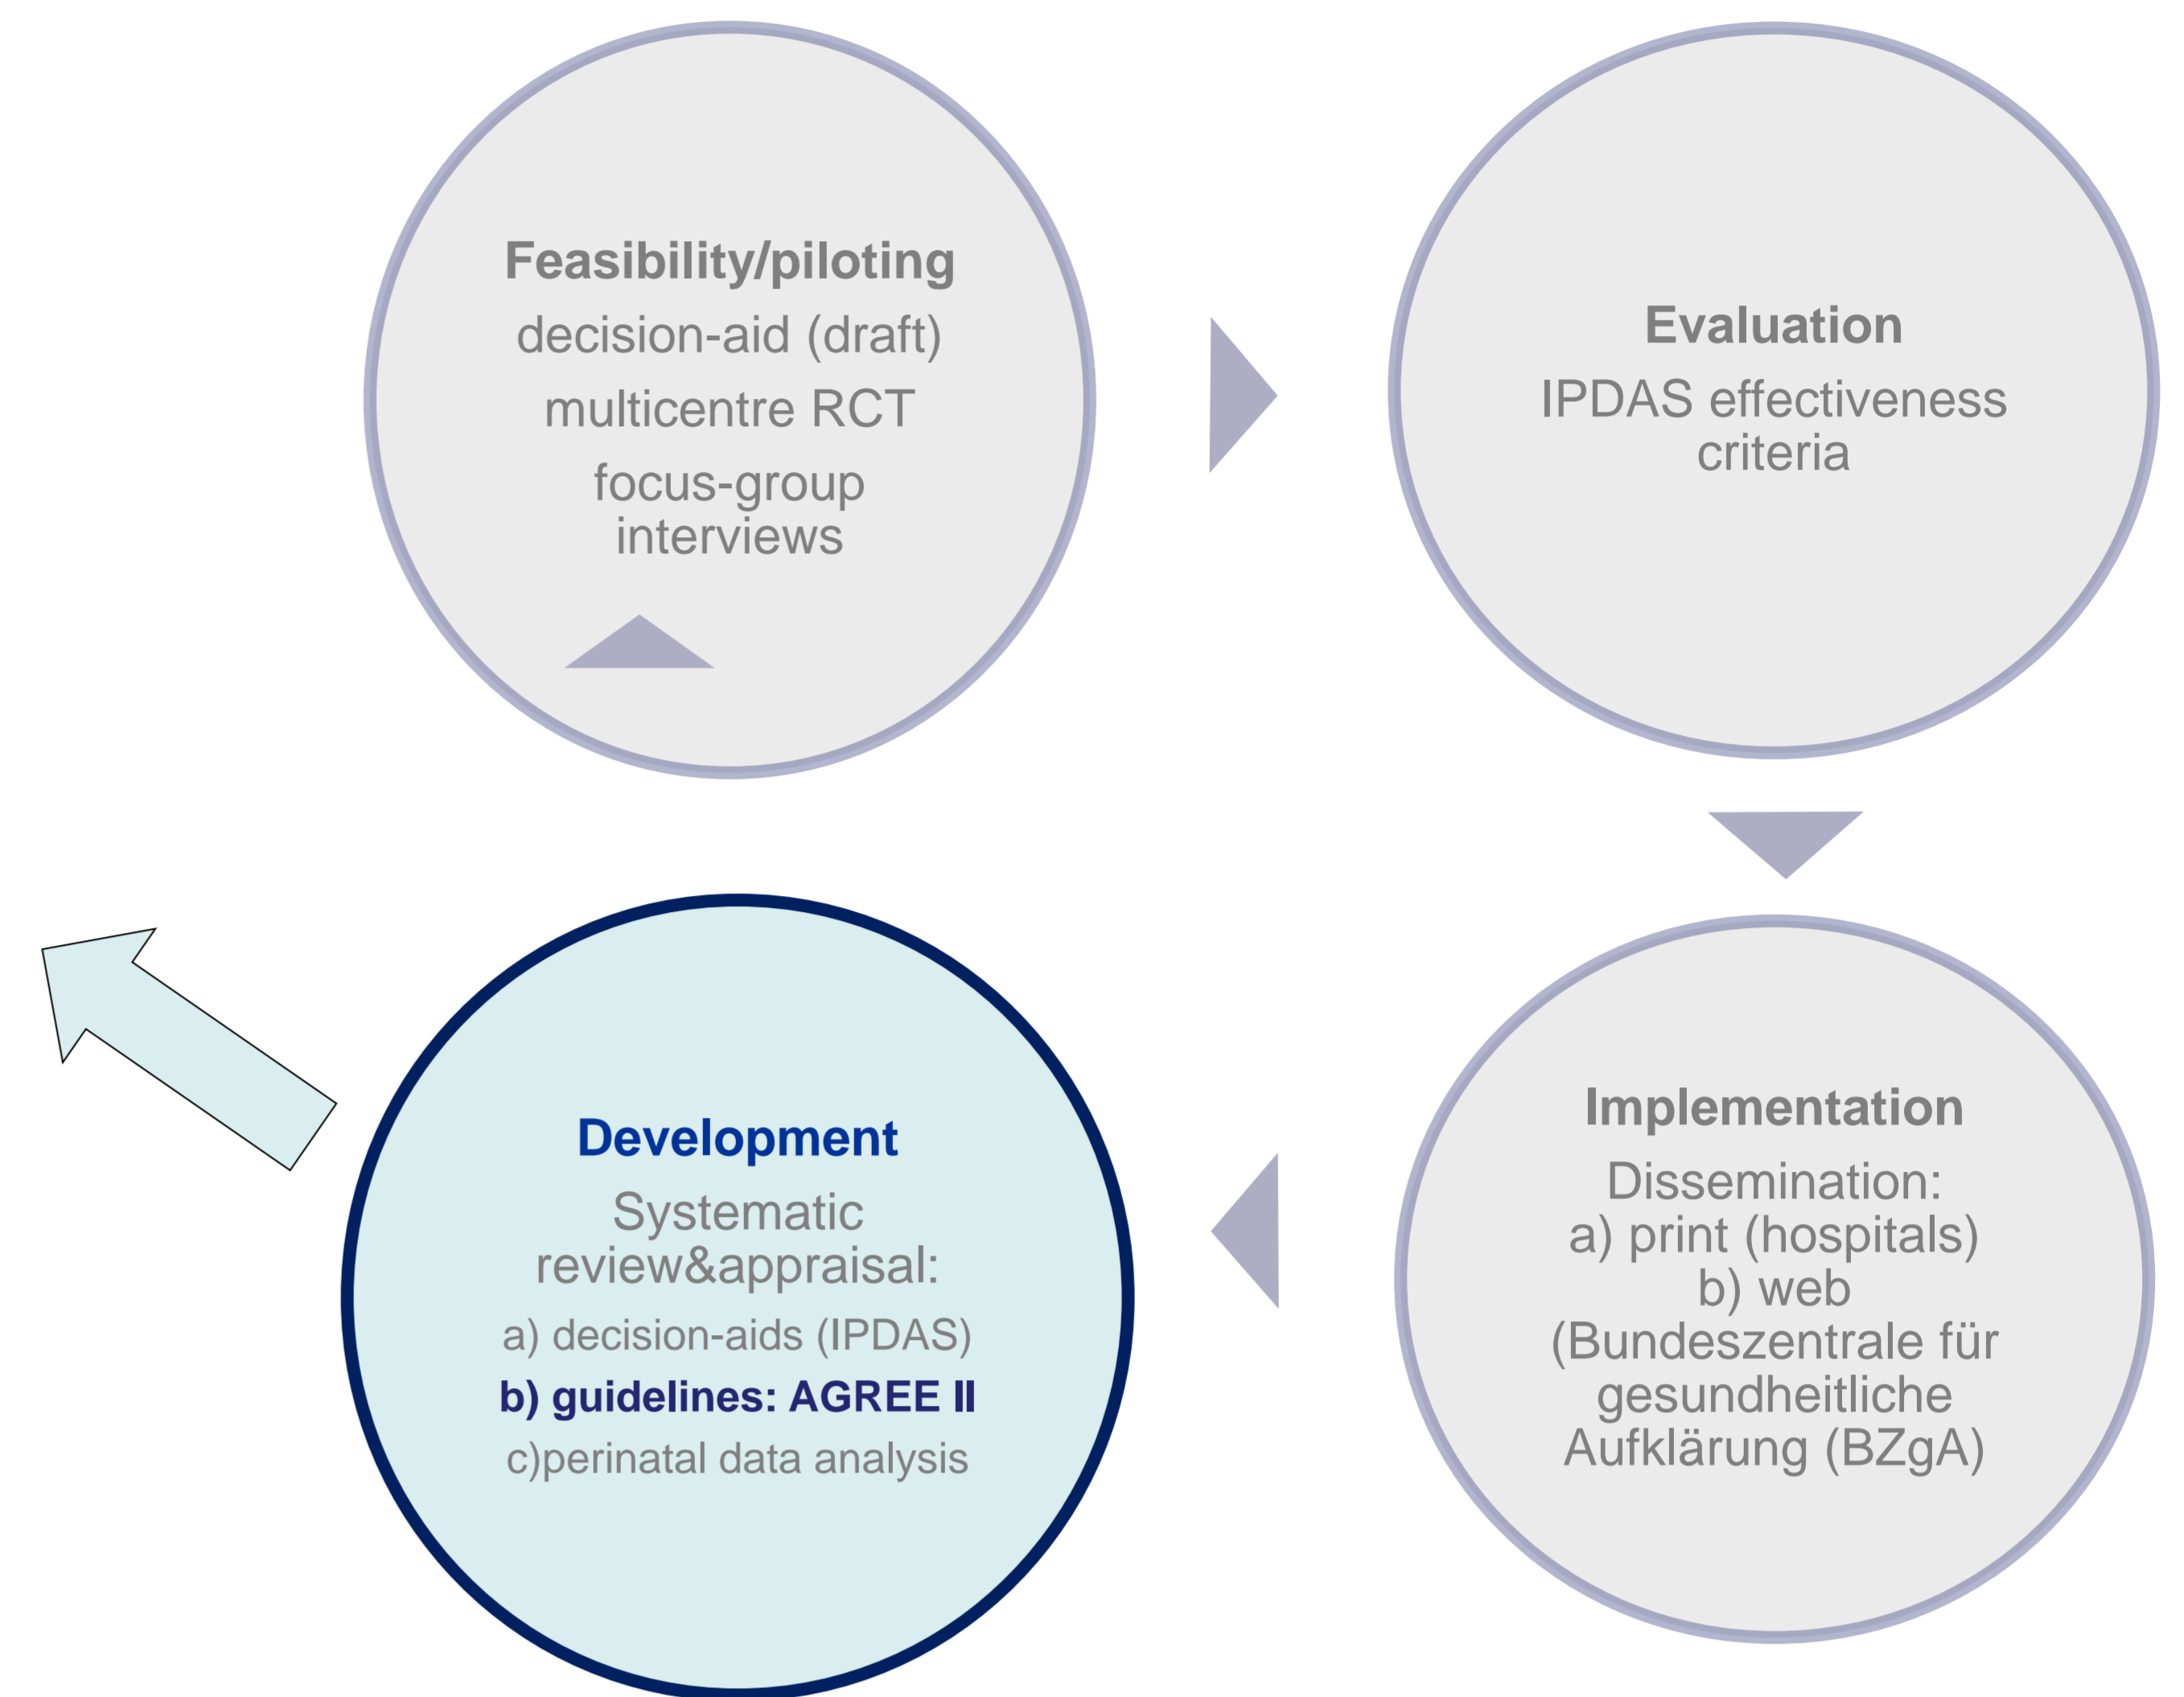 Feasibility/piloting
decision-aid (draft)
multicentre RCT
focus-group
interviews
Evaluation
IPDAS effectiveness
criteria
Development
Systematic
review&appraisal:
a) decision-aids (IPDAS)
b) guidelines: AGREE II
c)perinatal data analysis
Implementation
Dissemination:
a) print (hospitals)
b) web
(Bundeszentrale für
gesundheitliche
Aufklärung (BZgA)